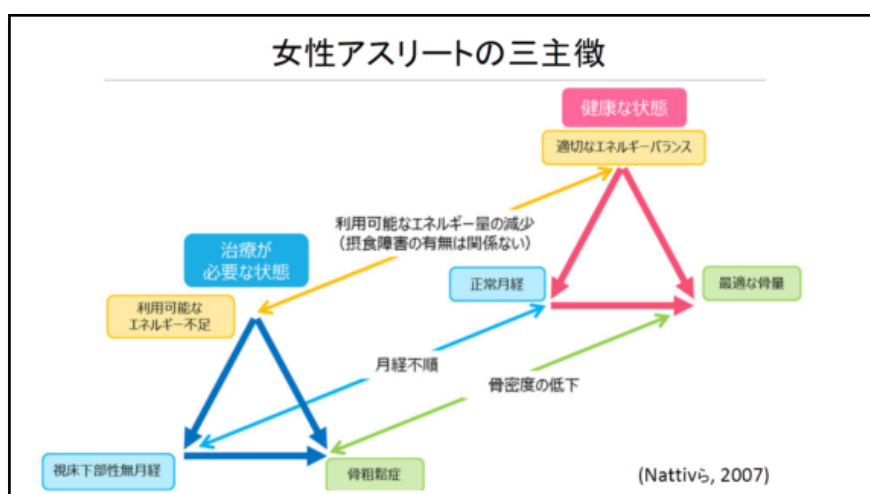 女性アスリートの三主徴
健康な状態
適切なエネルギーバランス
利用可能なエネルギー量の減少
（摂食障害の有無は関係ない）
治療が
必要な状態
正常月経
最適な骨量
利用可能な
エネルギー不足
月経不順
骨密度の低下
視床下部性無月経
骨粗鬆症
(Nattivら, 2007)